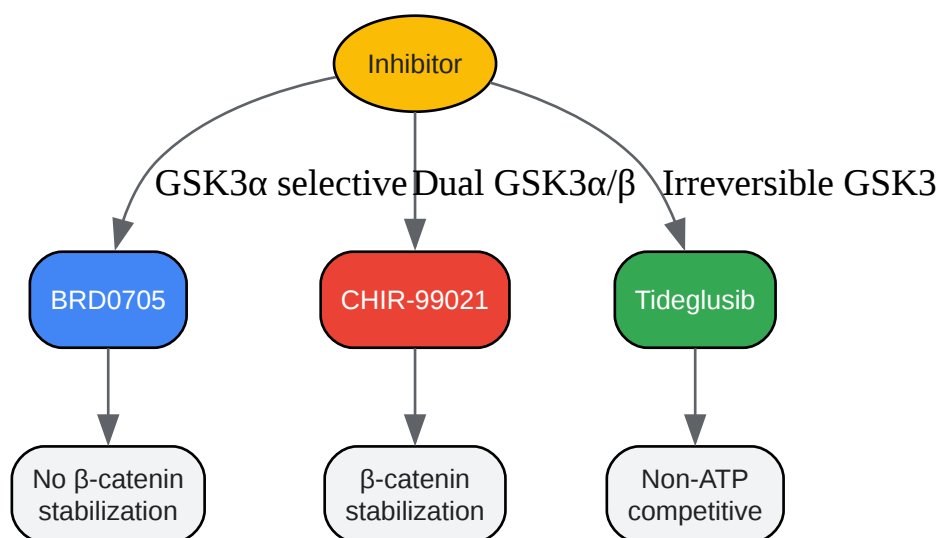 Inhibitor
GSK3α selective
Dual GSK3α/β
Irreversible GSK3
BRD0705
CHIR-99021
Tideglusib
No β-catenin
stabilization
β-catenin
stabilization
Non-ATP
competitive